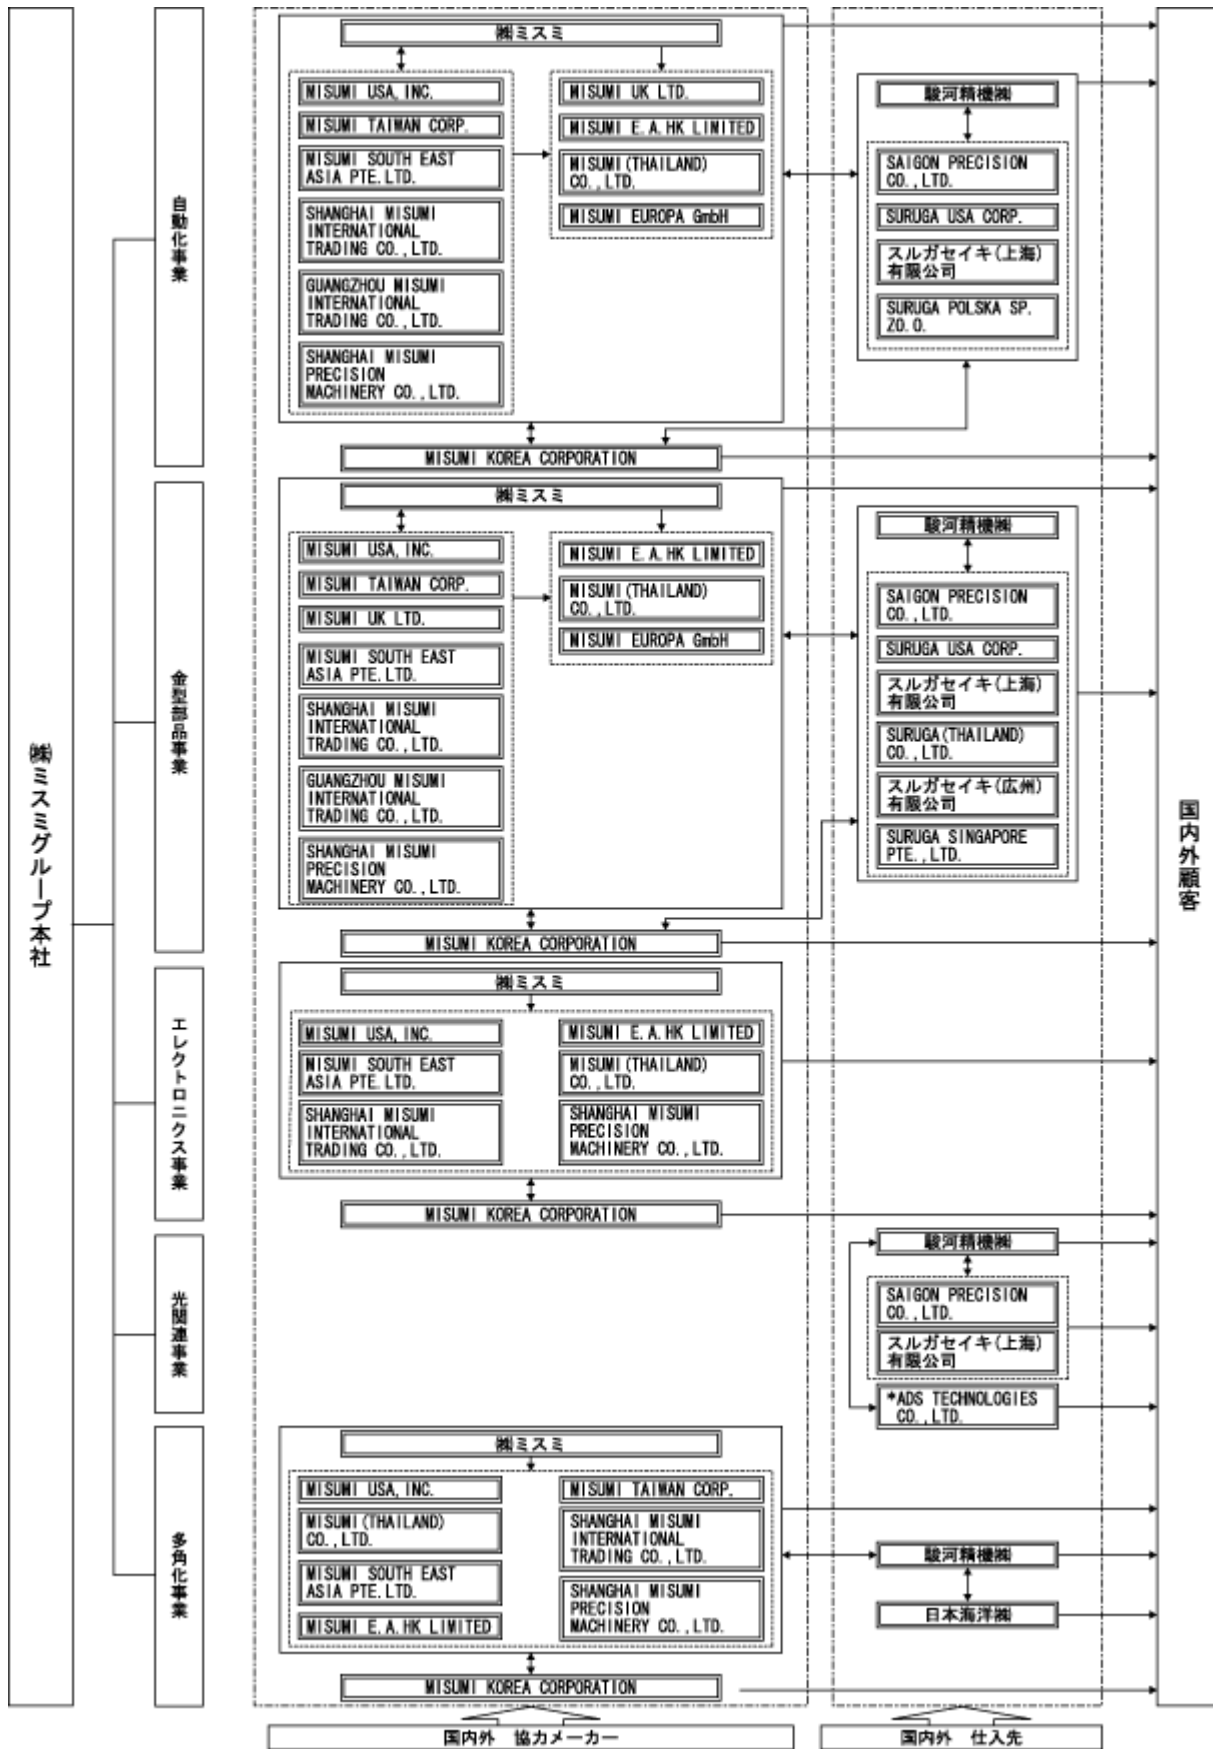 ㈱ミスミグループ本社
自動化事業
㈱ミスミ
MISUMI USA, INC.
MISUMI TAIWAN CORP.
MISUMI SOUTH EAST
ASIA PTE. LTD.
SHANGHAI MISUMI
INTERNATIONAL
TRADING CO., LTD.
GUANGZHOU MISUMI
INTERNATIONAL
TRADING CO., LTD.
SHANGHAI MISUMI
PRECISION
MACHINERY CO., LTD.
MISUMI UK LTD.
MISUMI E. A. HK LIMITED
MISUMI (THAILAND)
CO., LTD.
MISUMI EUROPA GmbH
駿河精機㈱
SAIGON PRECISION
CO., LTD.
SURUGA USA CORP.
スルガセイキ(上海)
有限公司
SURUGA POLSKA SP.
ZO. O.
MISUMI KOREA CORPORATION
金型部品事業
㈱ミスミ
MISUMI USA, INC.
MISUMI TAIWAN CORP.
MISUMI UK LTD.
MISUMI SOUTH EAST
ASIA PTE. LTD.
SHANGHAI MISUMI
INTERNATIONAL
TRADING CO., LTD.
GUANGZHOU MISUMI
INTERNATIONAL
TRADING CO., LTD.
SHANGHAI MISUMI
PRECISION
MACHINERY CO., LTD.
MISUMI E. A. HK LIMITED
MISUMI (THAILAND)
CO., LTD.
MISUMI EUROPA GmbH
駿河精機㈱
SAIGON PRECISION
CO., LTD.
SURUGA USA CORP.
スルガセイキ(上海)
有限公司
SURUGA (THAILAND)
CO., LTD.
スルガセイキ(広州)
有限公司
SURUGA SINGAPORE
PTE., LTD.
MISUMI KOREA CORPORATION
エレクトロニクス事業
㈱ミスミ
MISUMI USA, INC.
MISUMI SOUTH EAST
ASIA PTE. LTD.
SHANGHAI MISUMI
INTERNATIONAL
TRADING CO., LTD.
MISUMI E. A. HK LIMITED
MISUMI (THAILAND)
CO., LTD.
SHANGHAI MISUMI
PRECISION
MACHINERY CO., LTD.
MISUMI KOREA CORPORATION
光関連事業
駿河精機㈱
SAIGON PRECISION
CO., LTD.
スルガセイキ(上海)
有限公司
*ADS TECHNOLOGIES
CO., LTD.
多角化事業
㈱ミスミ
MISUMI USA, INC.
MISUMI (THAILAND)
CO., LTD.
MISUMI SOUTH EAST
ASIA PTE. LTD.
MISUMI E. A. HK LIMITED
MISUMI TAIWAN CORP.
SHANGHAI MISUMI
INTERNATIONAL
TRADING CO., LTD.
SHANGHAI MISUMI
PRECISION
MACHINERY CO., LTD.
駿河精機㈱
日本海洋㈱
MISUMI KOREA CORPORATION
国内外顧客
国内外 協力メーカー
国内外 仕入先